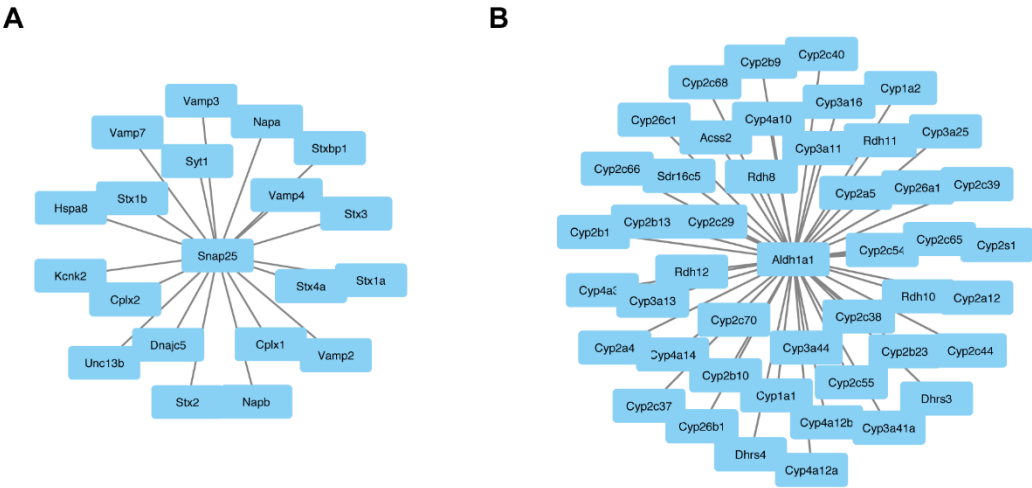 A
B
Vamp3
Napa
Vamp7
Stxbp1
Syt1
Vamp4
Stx1b
Hspa8
Stx3
Snap25
Kcnk2
Stx4a
Stx1a
Cplx2
Dnajc5
Cplx1
Unc13b
Vamp2
Stx2
Napb
Cyp2c40
Cyp2b9
Cyp2c68
Cyp1a2
Cyp3a16
Cyp26c1
Cyp4a10
Acss2
Cyp3a11
Rdh11
Cyp3a25
Cyp2c66
Sdr16c5
Rdh8
Cyp2a5
Cyp26a1
Cyp2c39
Cyp2b1
Cyp2b13
Cyp2c29
Cyp2c54
Cyp2c65
Cyp2s1
Aldh1a1
Rdh12
Cyp4a3
Cyp3a13
Rdh10
Cyp2a12
Cyp2c70
Cyp2c38
Cyp2a4
Cyp4a14
Cyp3a44
Cyp2b23
Cyp2c44
Cyp2b10
Cyp2c55
Cyp1a1
Dhrs3
Cyp2c37
Cyp26b1
Cyp4a12b
Cyp3a41a
Dhrs4
Cyp4a12a